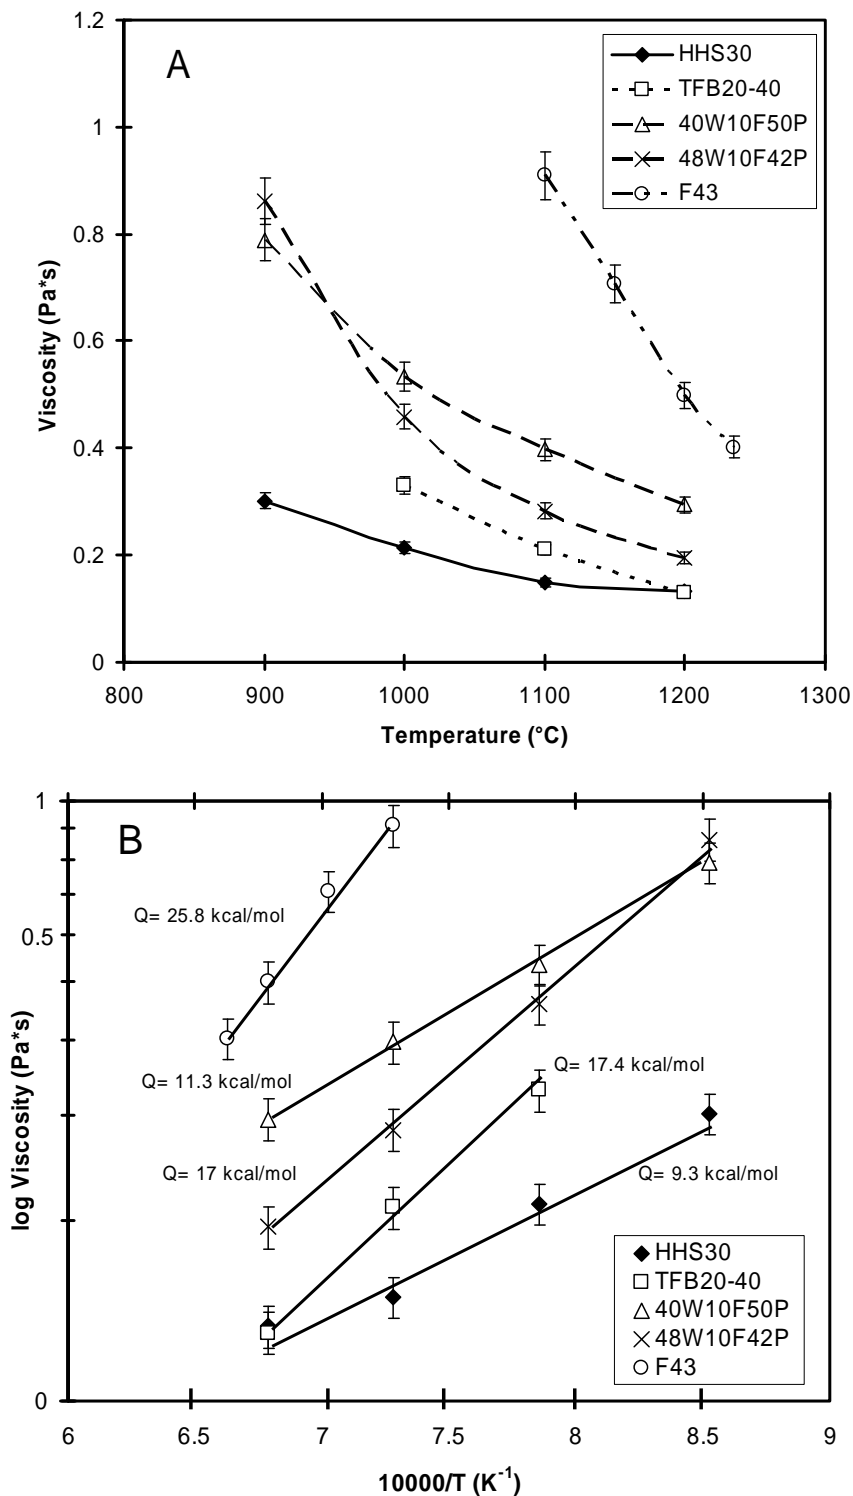 1.2
A
HHS30
TFB20-40
40W10F50P
48W10F42P
F43
1
0.8
0.6
0.4
0.2
0
Viscosity (Pa*s)
800 900 1000 1100 1200 1300
Temperature (°C)
1
B
Q= 25.8 kcal/mol
0.5
Q= 17.4 kcal/mol
Q= 11.3 kcal/mol
Q= 17 kcal/mol
Q= 9.3 kcal/mol
log Viscosity (Pa*s)
HHS30
TFB20-40
40W10F50P
48W10F42P
F43
0
6 6.5 7 7.5 8 8.5 9
10000/T (K⁻¹)